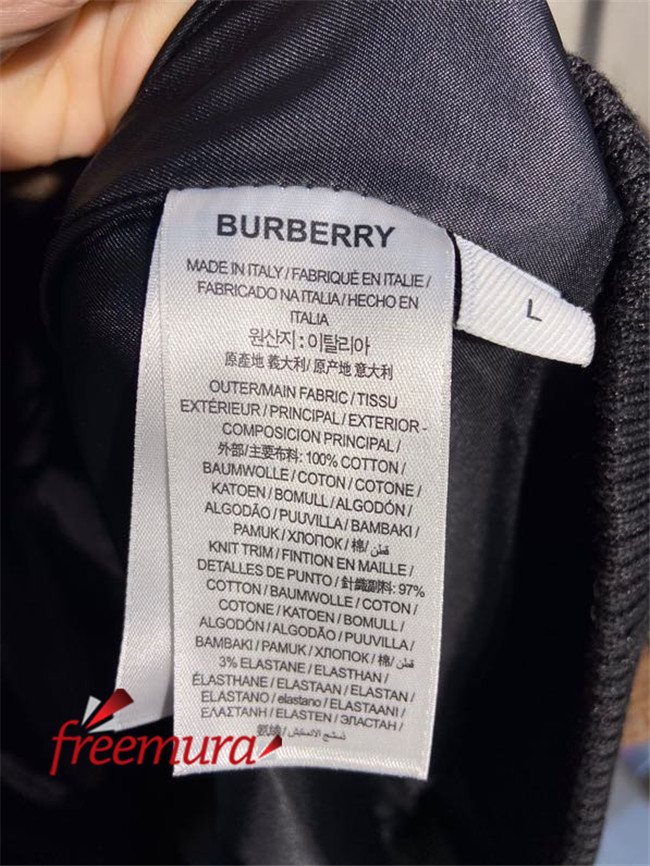 BURBERRY
MADE IN ITALY / FABRIQUÉ EN ITALIE /
FABRICADO NA ITALIA / HECHO EN
ITALIA
원산지 : 이탈리아
原產地 義大利 / 原产地 意大利
OUTER/MAIN FABRIC / TISSU
EXTÉRIEUR / PRINCIPAL / EXTERIOR -
COMPOSICION PRINCIPAL /
外部/主要布料: 100% COTTON /
BAUMWOLLE / COTON / COTONE /
KATOEN / BOMULL / ALGODÓN /
ALGODÃO / PUUVILLA / BAMBAKI /
PAMUK / ХЛОПОК / 棉/ قطن /
KNIT TRIM / FINTION EN MAILLE /
DETALLES DE PUNTO / 針織副料: 97%
COTTON / BAUMWOLLE / COTON /
COTONE / KATOEN / BOMULL /
ALGODÓN / ALGODÃO / PUUVILLA /
BAMBAKI / PAMUK / ХЛОПОК / 棉/ قطن /
3% ELASTANE / ELASTHAN /
ÉLASTHANE / ELASTAAN / ELASTAN /
ELASTANO / elastano / ELASTAANI /
ΕΛΑΣΤΑΝΗ / ELASTEN / ЭЛАСТАН /
L
freemura